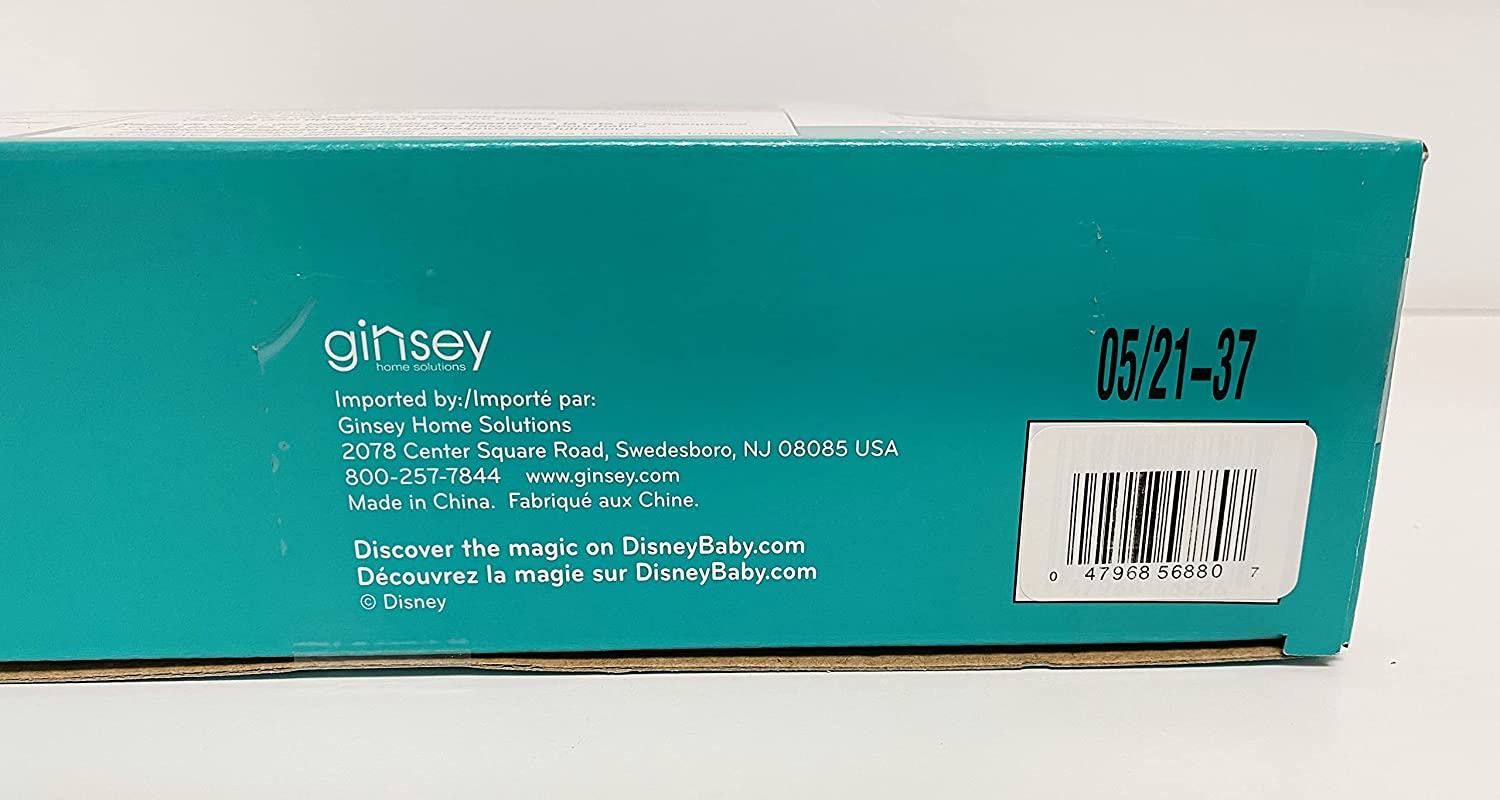 ginsey
home solutions
Imported by:/Importé par:
Ginsey Home Solutions
2078 Center Square Road, Swedesboro, NJ 08085 USA
800-257-7844 www.ginsey.com
Made in China. Fabriqué aux Chine.
Discover the magic on DisneyBaby.com
Découvrez la magie sur DisneyBaby.com
© Disney
05/21-37
0 47968 56880 7